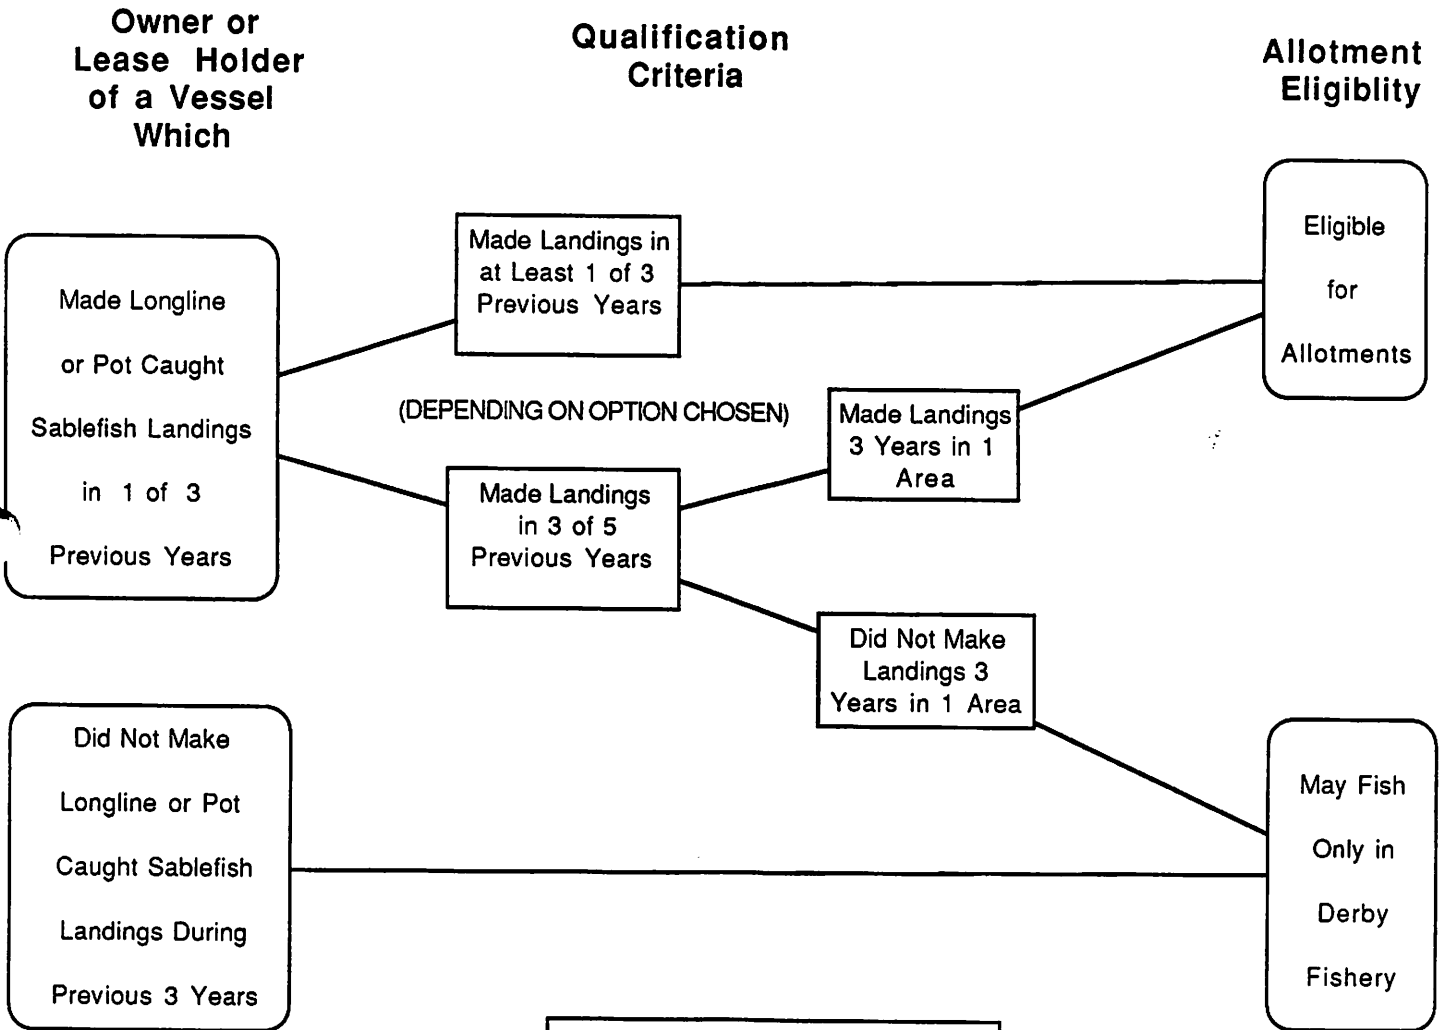 Owner or
Lease Holder
of a Vessel
Which
Qualification
Criteria
Allotment
Eligiblity
Made Longline
or Pot Caught
Sablefish Landings
in 1 of 3
Previous Years
Made Landings in
at Least 1 of 3
Previous Years
(DEPENDING ON OPTION CHOSEN)
Made Landings
in 3 of 5
Previous Years
Made Landings
3 Years in 1
Area
Did Not Make
Landings 3
Years in 1 Area
Eligible
for
Allotments
Did Not Make
Longline or Pot
Caught Sablefish
Landings During
Previous 3 Years
May Fish
Only in
Derby
Fishery